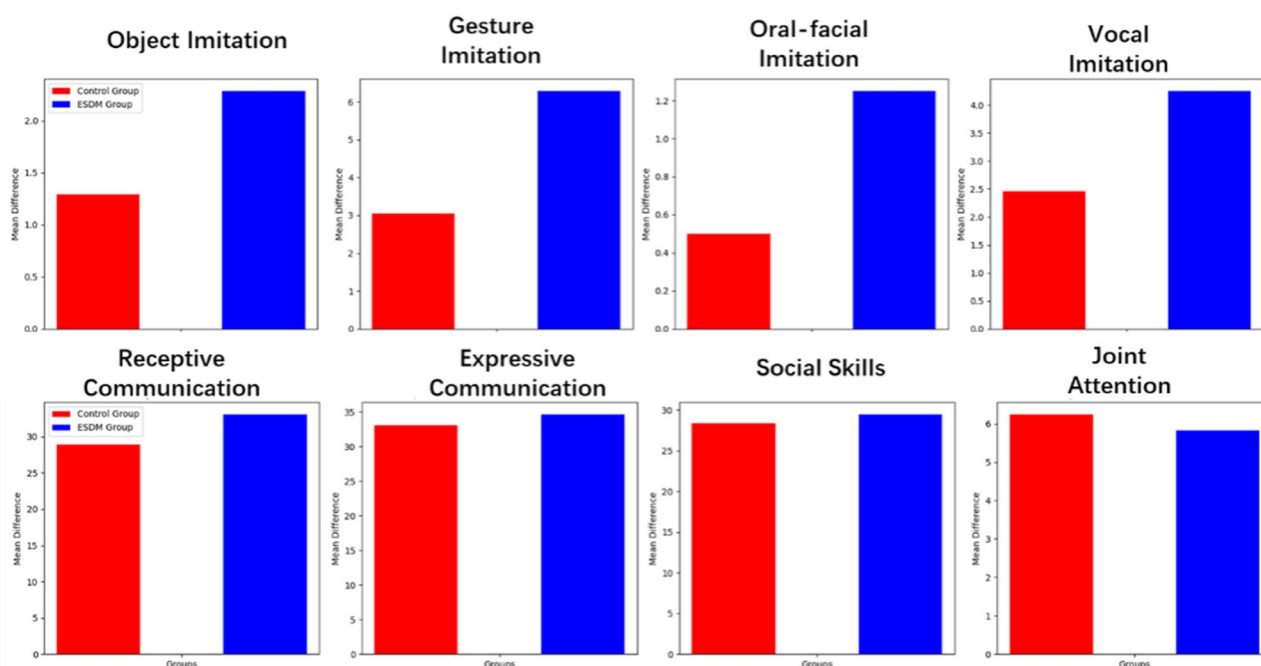 Object Imitation
Gesture
Imitation
Oral-facial
Imitation
Vocal
Imitation
Control Group
ESDM Group
Mean Difference
2.0
1.5
1.0
0.5
0.0
Mean Difference
6
5
4
3
2
1
0
Mean Difference
1.2
1.0
0.8
0.6
0.4
0.2
0.0
Mean Difference
4.0
3.5
3.0
2.5
2.0
1.5
1.0
0.5
0.0
Receptive
Communication
Expressive
Communication
Social Skills
Joint
Attention
Control Group
ESDM Group
Mean Difference
30
25
20
15
10
5
0
Groups
Mean Difference
35
30
25
20
15
10
5
0
Groups
Mean Difference
30
25
20
15
10
5
0
Groups
Mean Difference
6
5
4
3
2
1
0
Groups